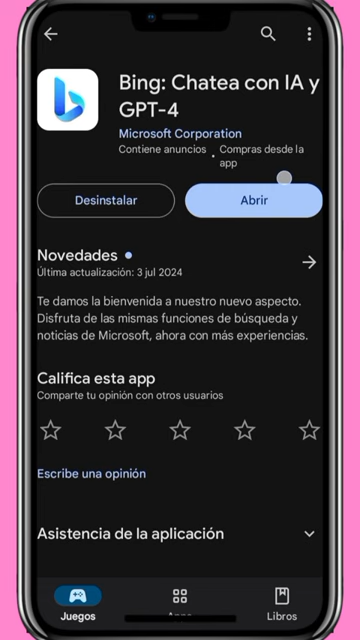 Bing: Chatea con IA y
GPT-4
Microsoft Corporation
Contiene anuncios • Compras desde la
app
Desinstalar
Abrir
Novedades
Última actualización: 3 jul 2024
Te damos la bienvenida a nuestro nuevo aspecto.
Disfruta de las mismas funciones de búsqueda y
noticias de Microsoft, ahora con más experiencias.
Califica esta app
Comparte tu opinión con otros usuarios
Escribe una opinión
Asistencia de la aplicación
Juegos
Libros